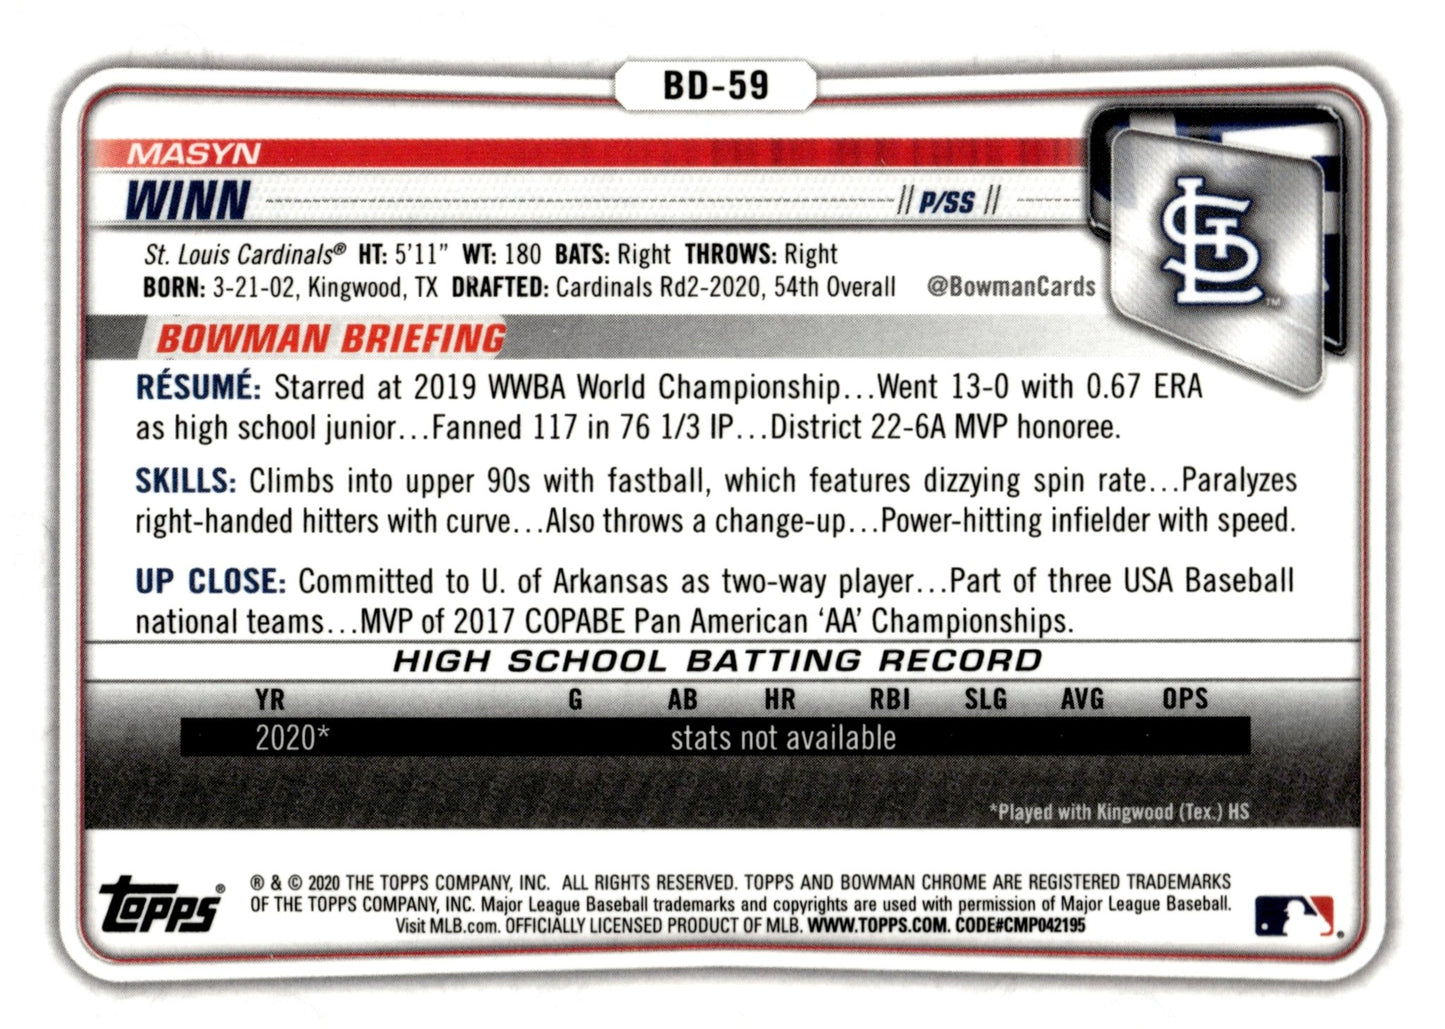 BD-59
MASYN
WINN // P/SS //
St. Louis Cardinals® HT: 5'11" WT: 180 BATS: Right THROWS: Right
BORN: 3-21-02, Kingwood, TX DRAFTED: Cardinals Rd2-2020, 54th Overall @BowmanCards
STL ™
BOWMAN BRIEFING
RÉSUMÉ: Starred at 2019 WWBA World Championship...Went 13-0 with 0.67 ERA
as high school junior...Fanned 117 in 76 1/3 IP...District 22-6A MVP honoree.
SKILLS: Climbs into upper 90s with fastball, which features dizzying spin rate...Paralyzes
right-handed hitters with curve...Also throws a change-up...Power-hitting infielder with speed.
UP CLOSE: Committed to U. of Arkansas as two-way player...Part of three USA Baseball
national teams...MVP of 2017 COPABE Pan American ‘AA’ Championships.
HIGH SCHOOL BATTING RECORD
YR G AB HR RBI SLG AVG OPS
2020* stats not available
*Played with Kingwood (Tex.) HS
Topps®
® & © 2020 THE TOPPS COMPANY, INC. ALL RIGHTS RESERVED. TOPPS AND BOWMAN CHROME ARE REGISTERED TRADEMARKS
OF THE TOPPS COMPANY, INC. Major League Baseball trademarks and copyrights are used with permission of Major League Baseball.
Visit MLB.com. OFFICIALLY LICENSED PRODUCT OF MLB. WWW.TOPPS.COM. CODE#CMP042195